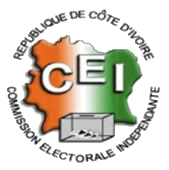 REPUBLIQUE DE CÔTE D'IVOIRE
CEI
COMMISSION ELECTORALE INDEPENDANTE